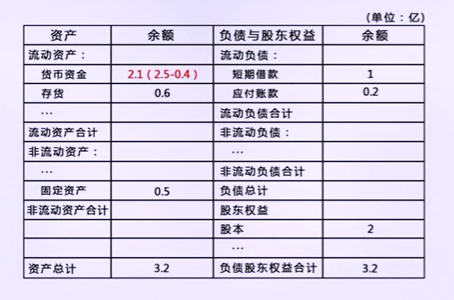 (单位：亿)
资产 余额 负债与股东权益 余额
流动资产： 流动负债：
货币资金 2.1（2.5-0.4） 短期借款 1
存货 0.6 应付账款 0.2
… 流动负债合计
流动资产合计 非流动负债：
非流动资产： …
… 非流动负债合计
固定资产 0.5 负债总计
非流动资产合计 股东权益
股本 2
…
资产总计 3.2 负债股东权益合计 3.2